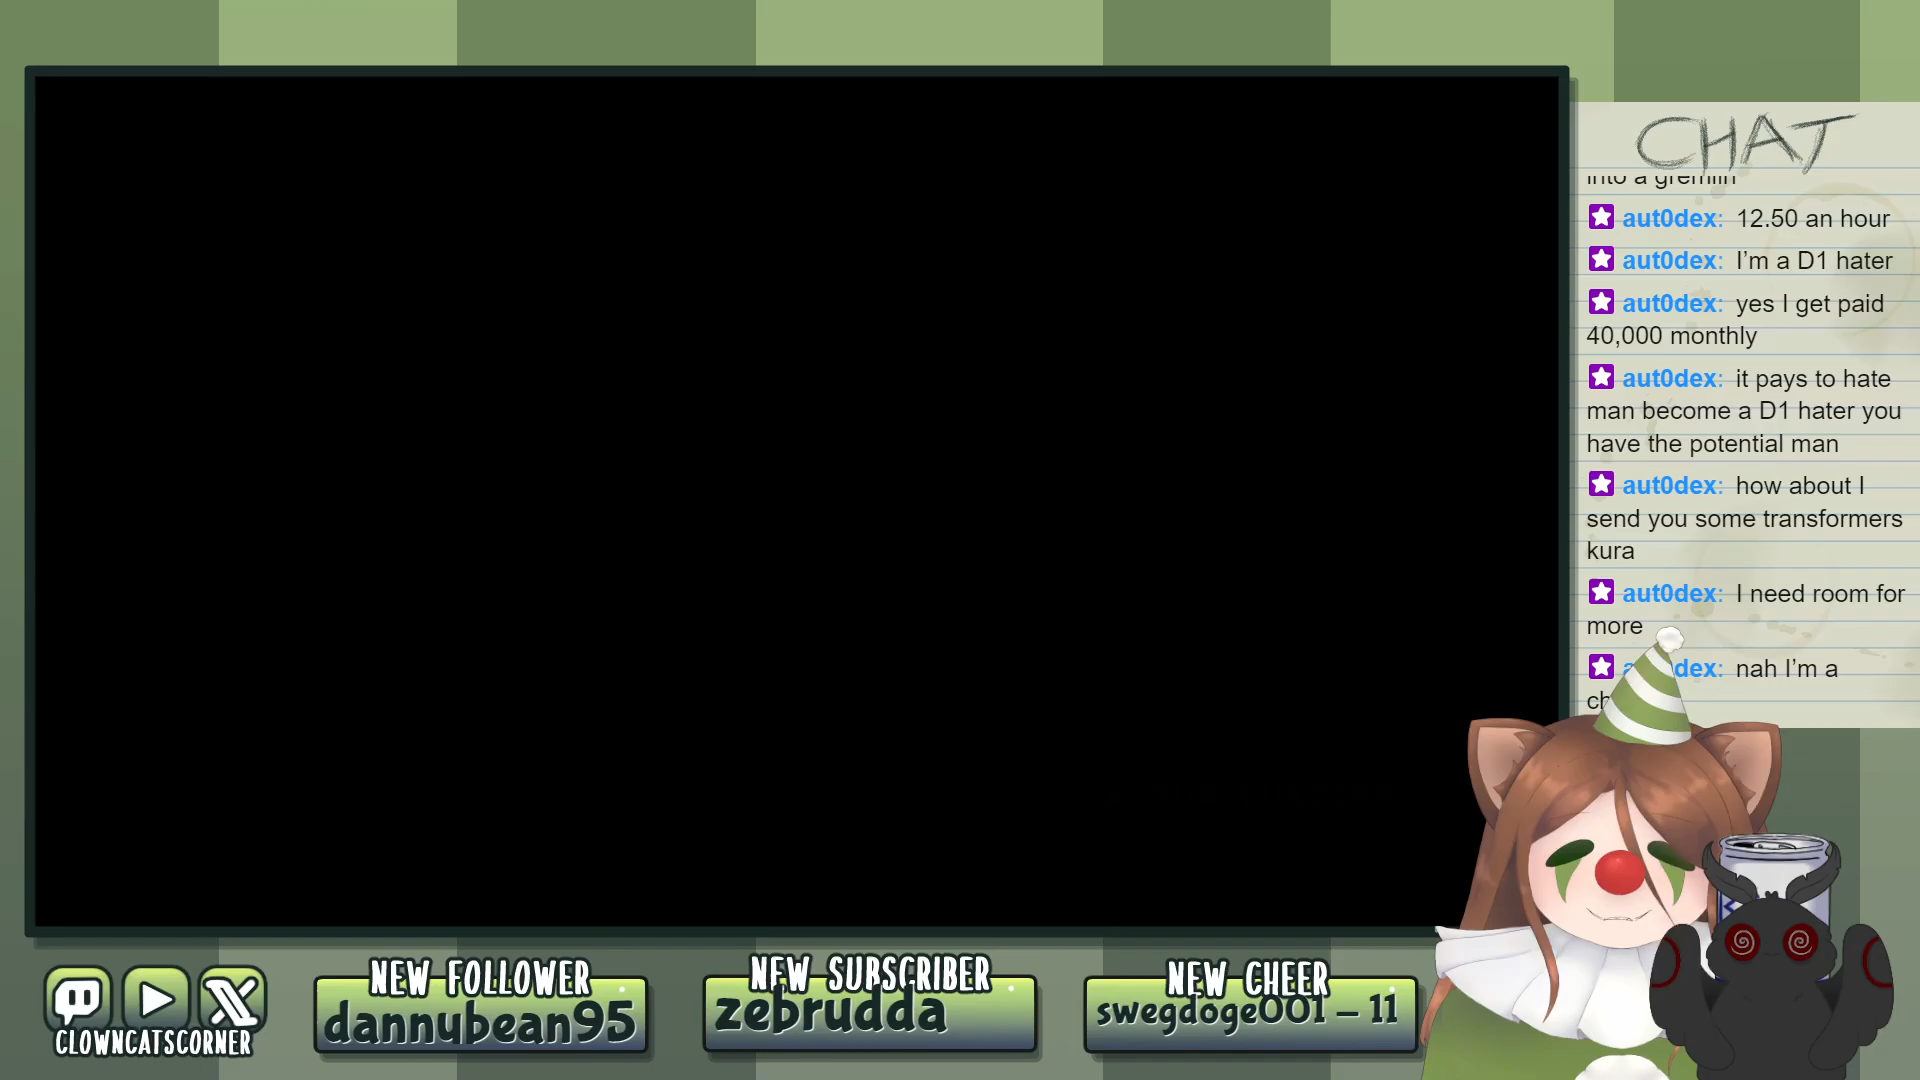 CHAT
into a gremlin
aut0dex: 12.50 an hour
aut0dex: I’m a D1 hater
aut0dex: yes I get paid
40,000 monthly
aut0dex: it pays to hate
man become a D1 hater you
have the potential man
aut0dex: how about I
send you some transformers
kura
aut0dex: I need room for
more
dex: nah I’m a
NEW FOLLOWER
dannubean95
NEW SUBSCRIBER
zebrudda
NEW CHEER
swegdoge001 – 11
CLOWNCATSCORNER